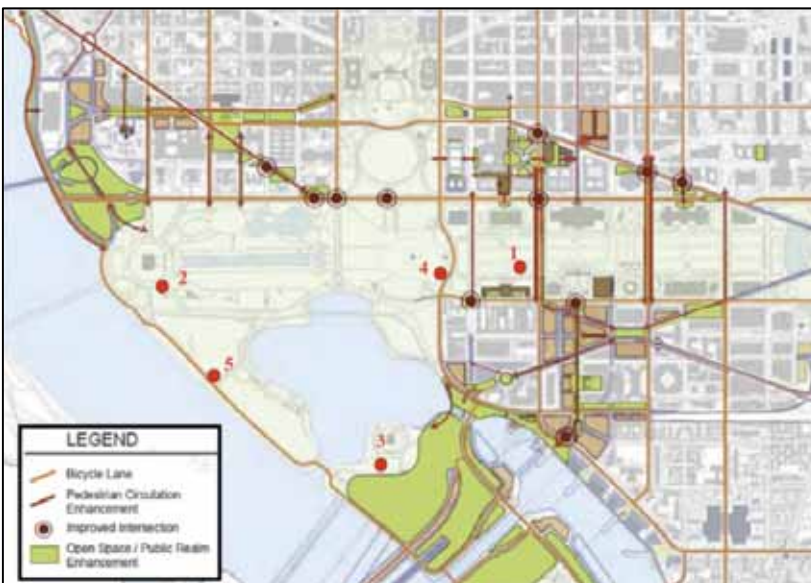 1
4
2
5
3
LEGEND
Bicycle Lane
Pedestrian Circulation
Enhancement
Improved Intersection
Open Space / Public Realm
Enhancement